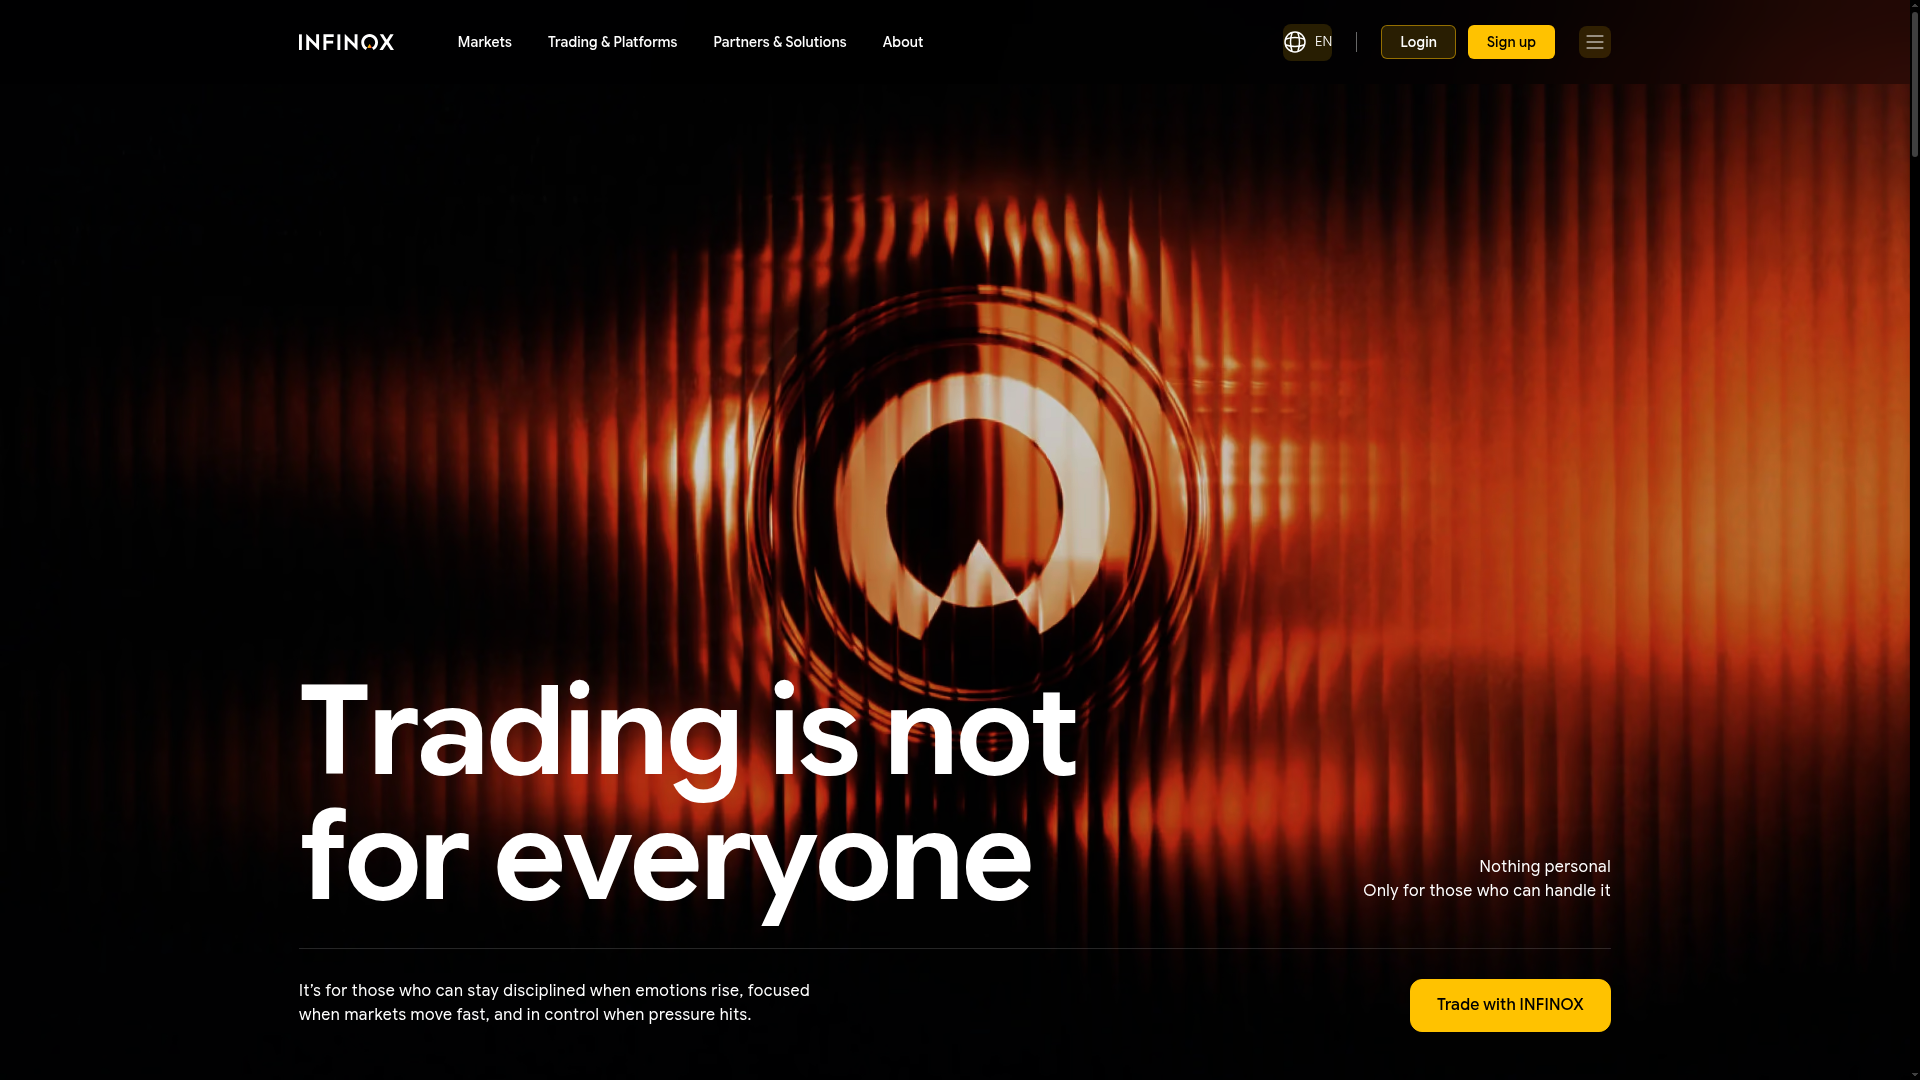 INFINOX
Markets
Trading & Platforms
Partners & Solutions
About
EN
Login
Sign up
Trading is not
for everyone
Nothing personal
Only for those who can handle it
It’s for those who can stay disciplined when emotions rise, focused
when markets move fast, and in control when pressure hits.
Trade with INFINOX